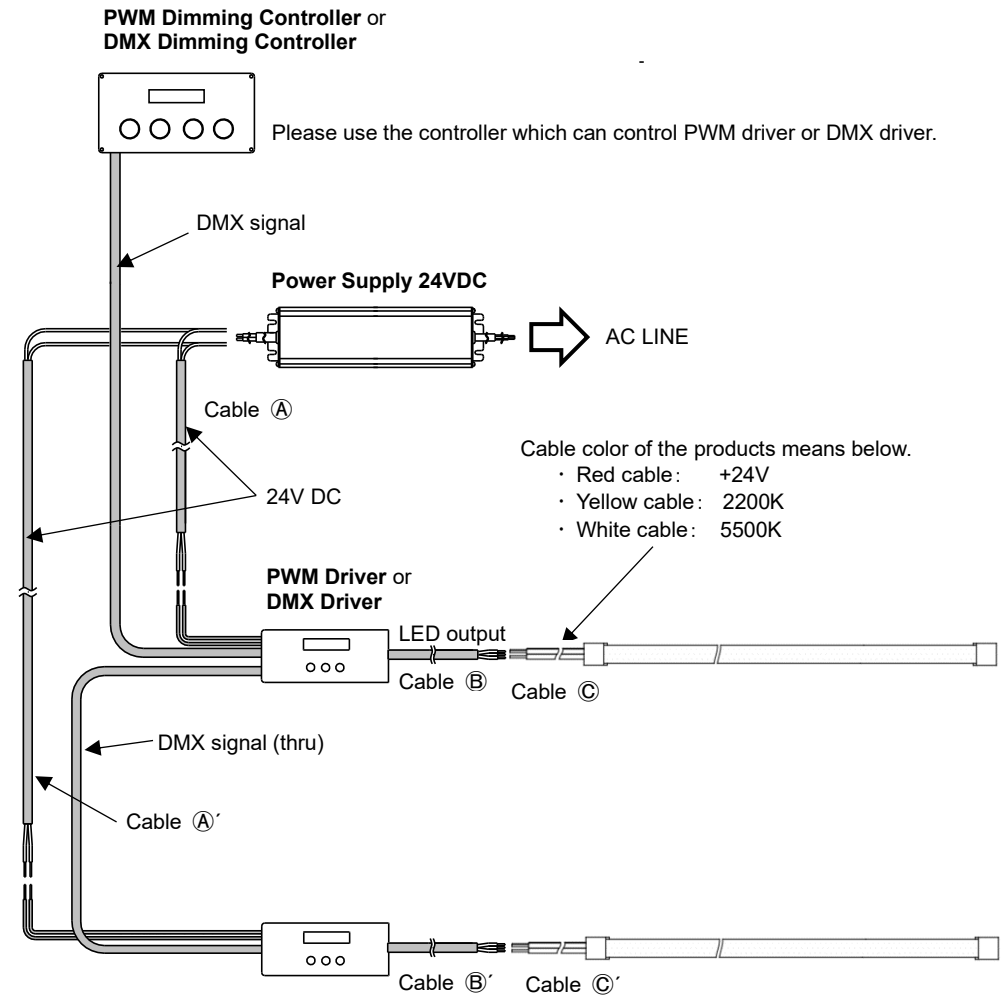 PWM Dimming Controller or
DMX Dimming Controller
-
Please use the controller which can control PWM driver or DMX driver.
DMX signal
Power Supply 24VDC
AC LINE
Cable Ⓐ
Cable color of the products means below.
・ Red cable： +24V
・ Yellow cable： 2200K
・ White cable： 5500K
24V DC
PWM Driver or
DMX Driver
LED output
Cable Ⓑ
Cable Ⓒ
DMX signal (thru)
Cable Ⓐ´
Cable Ⓑ´
Cable Ⓒ´